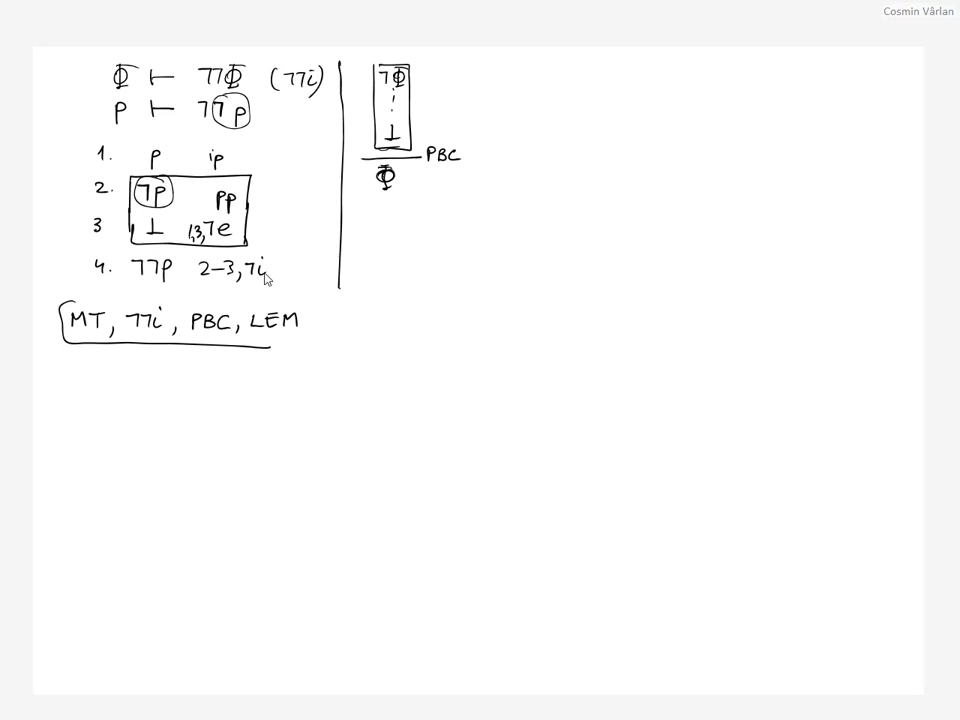 Cosmin Vârlan
Φ ⊢ ¬¬Φ (¬¬i)
p ⊢ ¬¬p
1. p ip
2. ¬p pp
3 ⊥ 1,3,¬e
4. ¬¬p 2-3,¬i
MT, ¬¬i, PBC, LEM
¬Φ
⋮
⊥
PBC
Φ